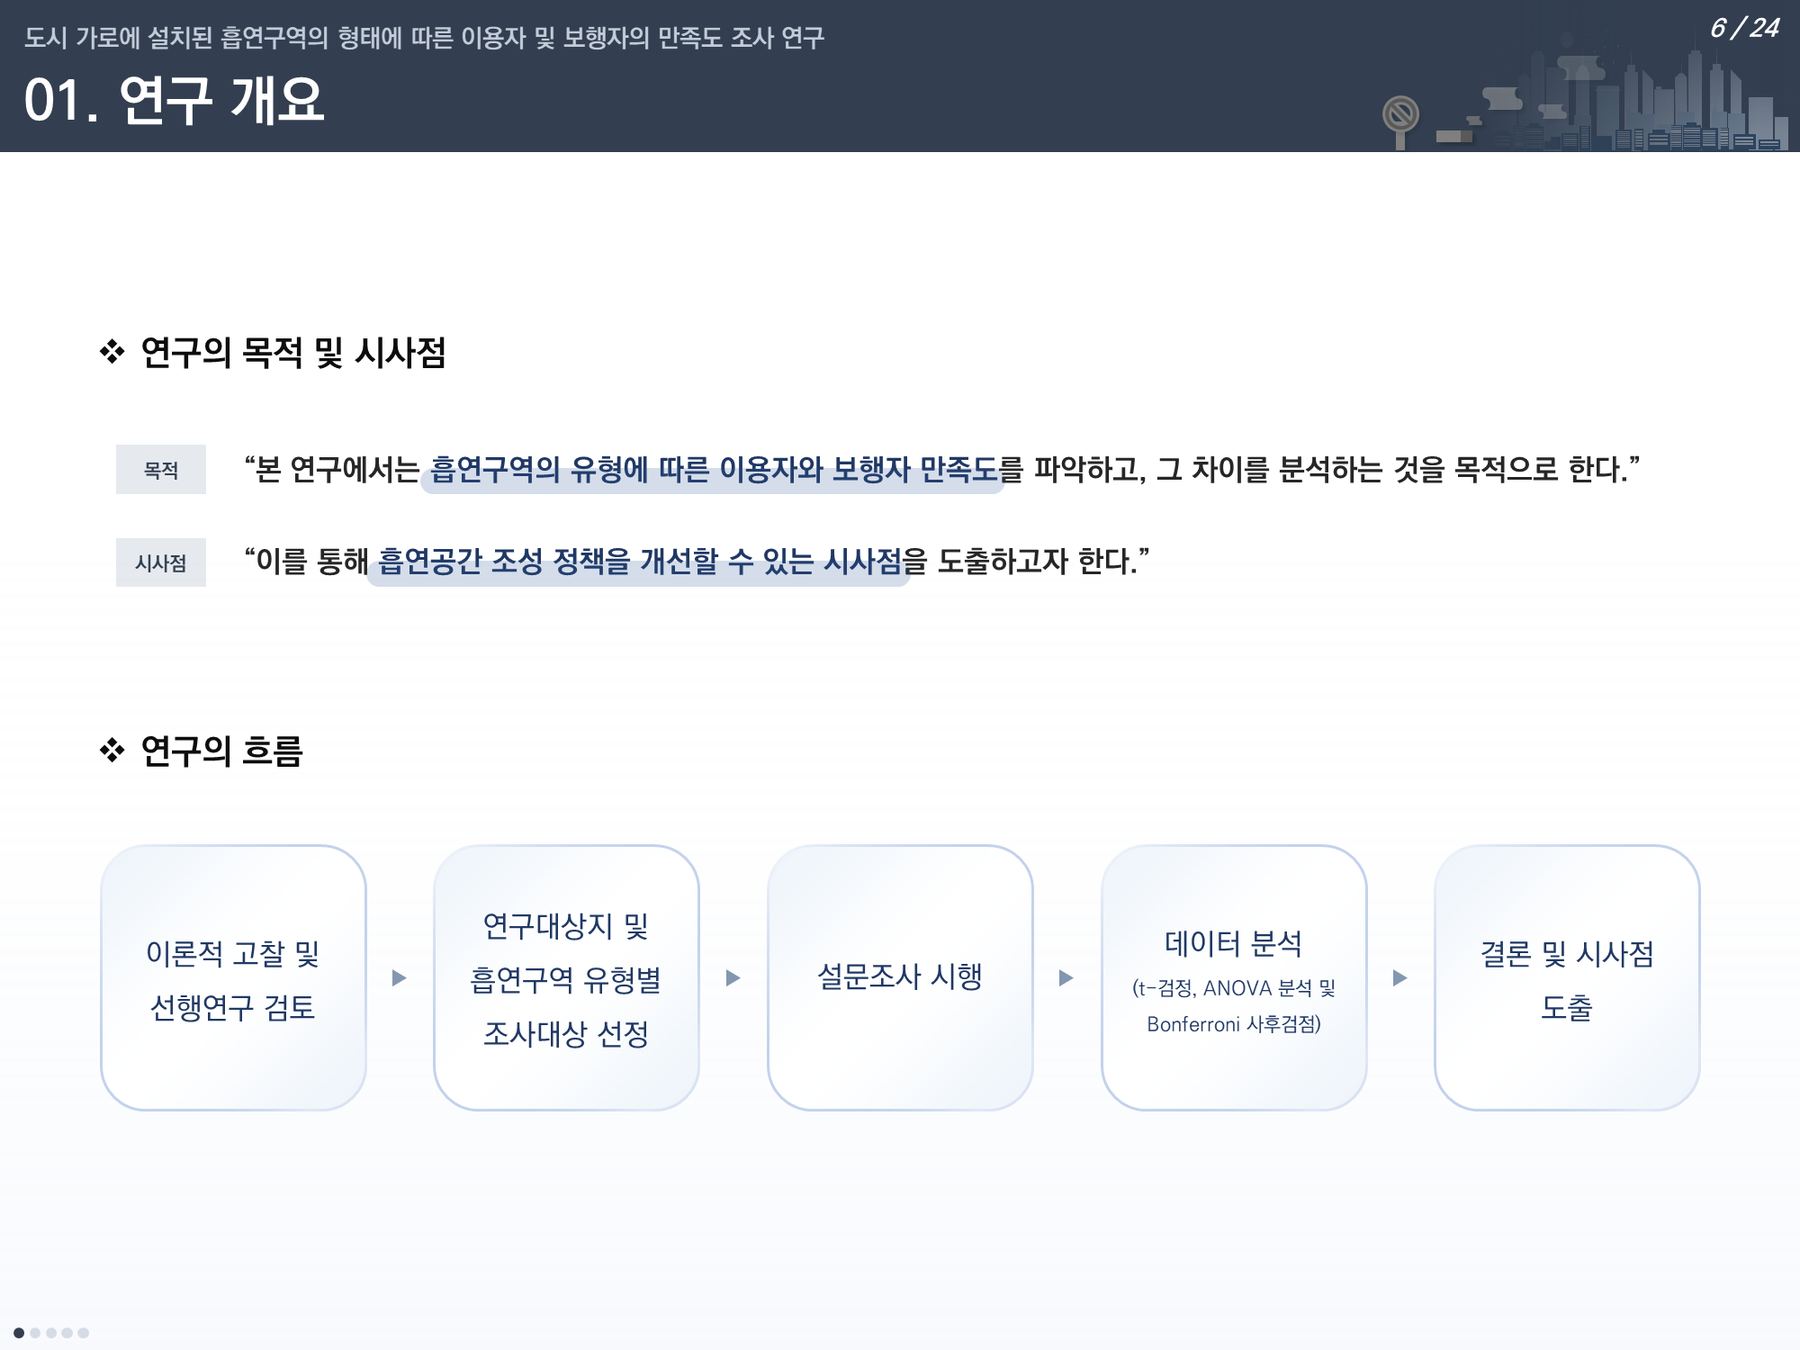 도시 가로에 설치된 흡연구역의 형태에 따른 이용자 및 보행자의 만족도 조사 연구
6 / 24
01. 연구 개요
❖ 연구의 목적 및 시사점
목적
“본 연구에서는 흡연구역의 유형에 따른 이용자와 보행자 만족도를 파악하고, 그 차이를 분석하는 것을 목적으로 한다.”
시사점
“이를 통해 흡연공간 조성 정책을 개선할 수 있는 시사점을 도출하고자 한다.”
❖ 연구의 흐름
이론적 고찰 및
선행연구 검토
▶
연구대상지 및
흡연구역 유형별
조사대상 선정
▶
설문조사 시행
▶
데이터 분석
(t-검정, ANOVA 분석 및
Bonferroni 사후검점)
▶
결론 및 시사점
도출